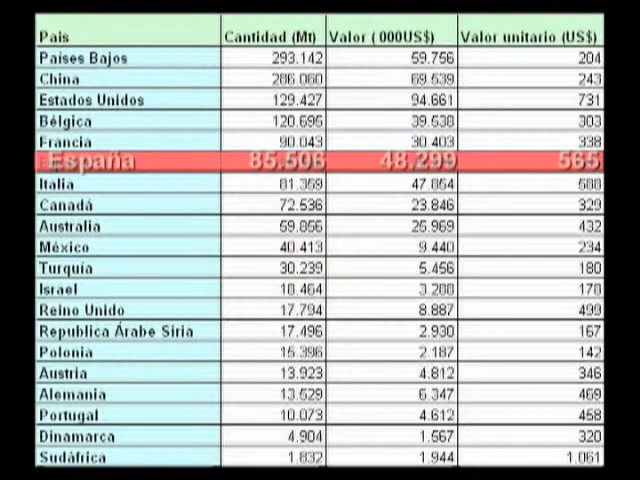 Pais Cantidad (Mt) Valor ( 000US$) Valor unitario (US$)
Países Bajos 293.142 59.756 204
China 286.060 69.539 243
Estados Unidos 129.427 94.661 731
Bélgica 120.695 39.538 303
Francia 90.043 30.403 338
España 85.506 48.299 565
Italia 81.359 47.854 588
Canadá 72.536 23.846 329
Australia 59.856 25.969 432
México 40.413 9.440 234
Turquía 30.239 5.456 180
Israel 18.464 3.288 178
Reino Unido 17.794 8.887 499
Republica Árabe Siria 17.496 2.930 167
Polonia 15.396 2.187 142
Austria 13.923 4.812 346
Alemania 13.529 6.347 469
Portugal 10.073 4.612 458
Dinamarca 4.904 1.567 320
Sudáfrica 1.832 1.944 1.061